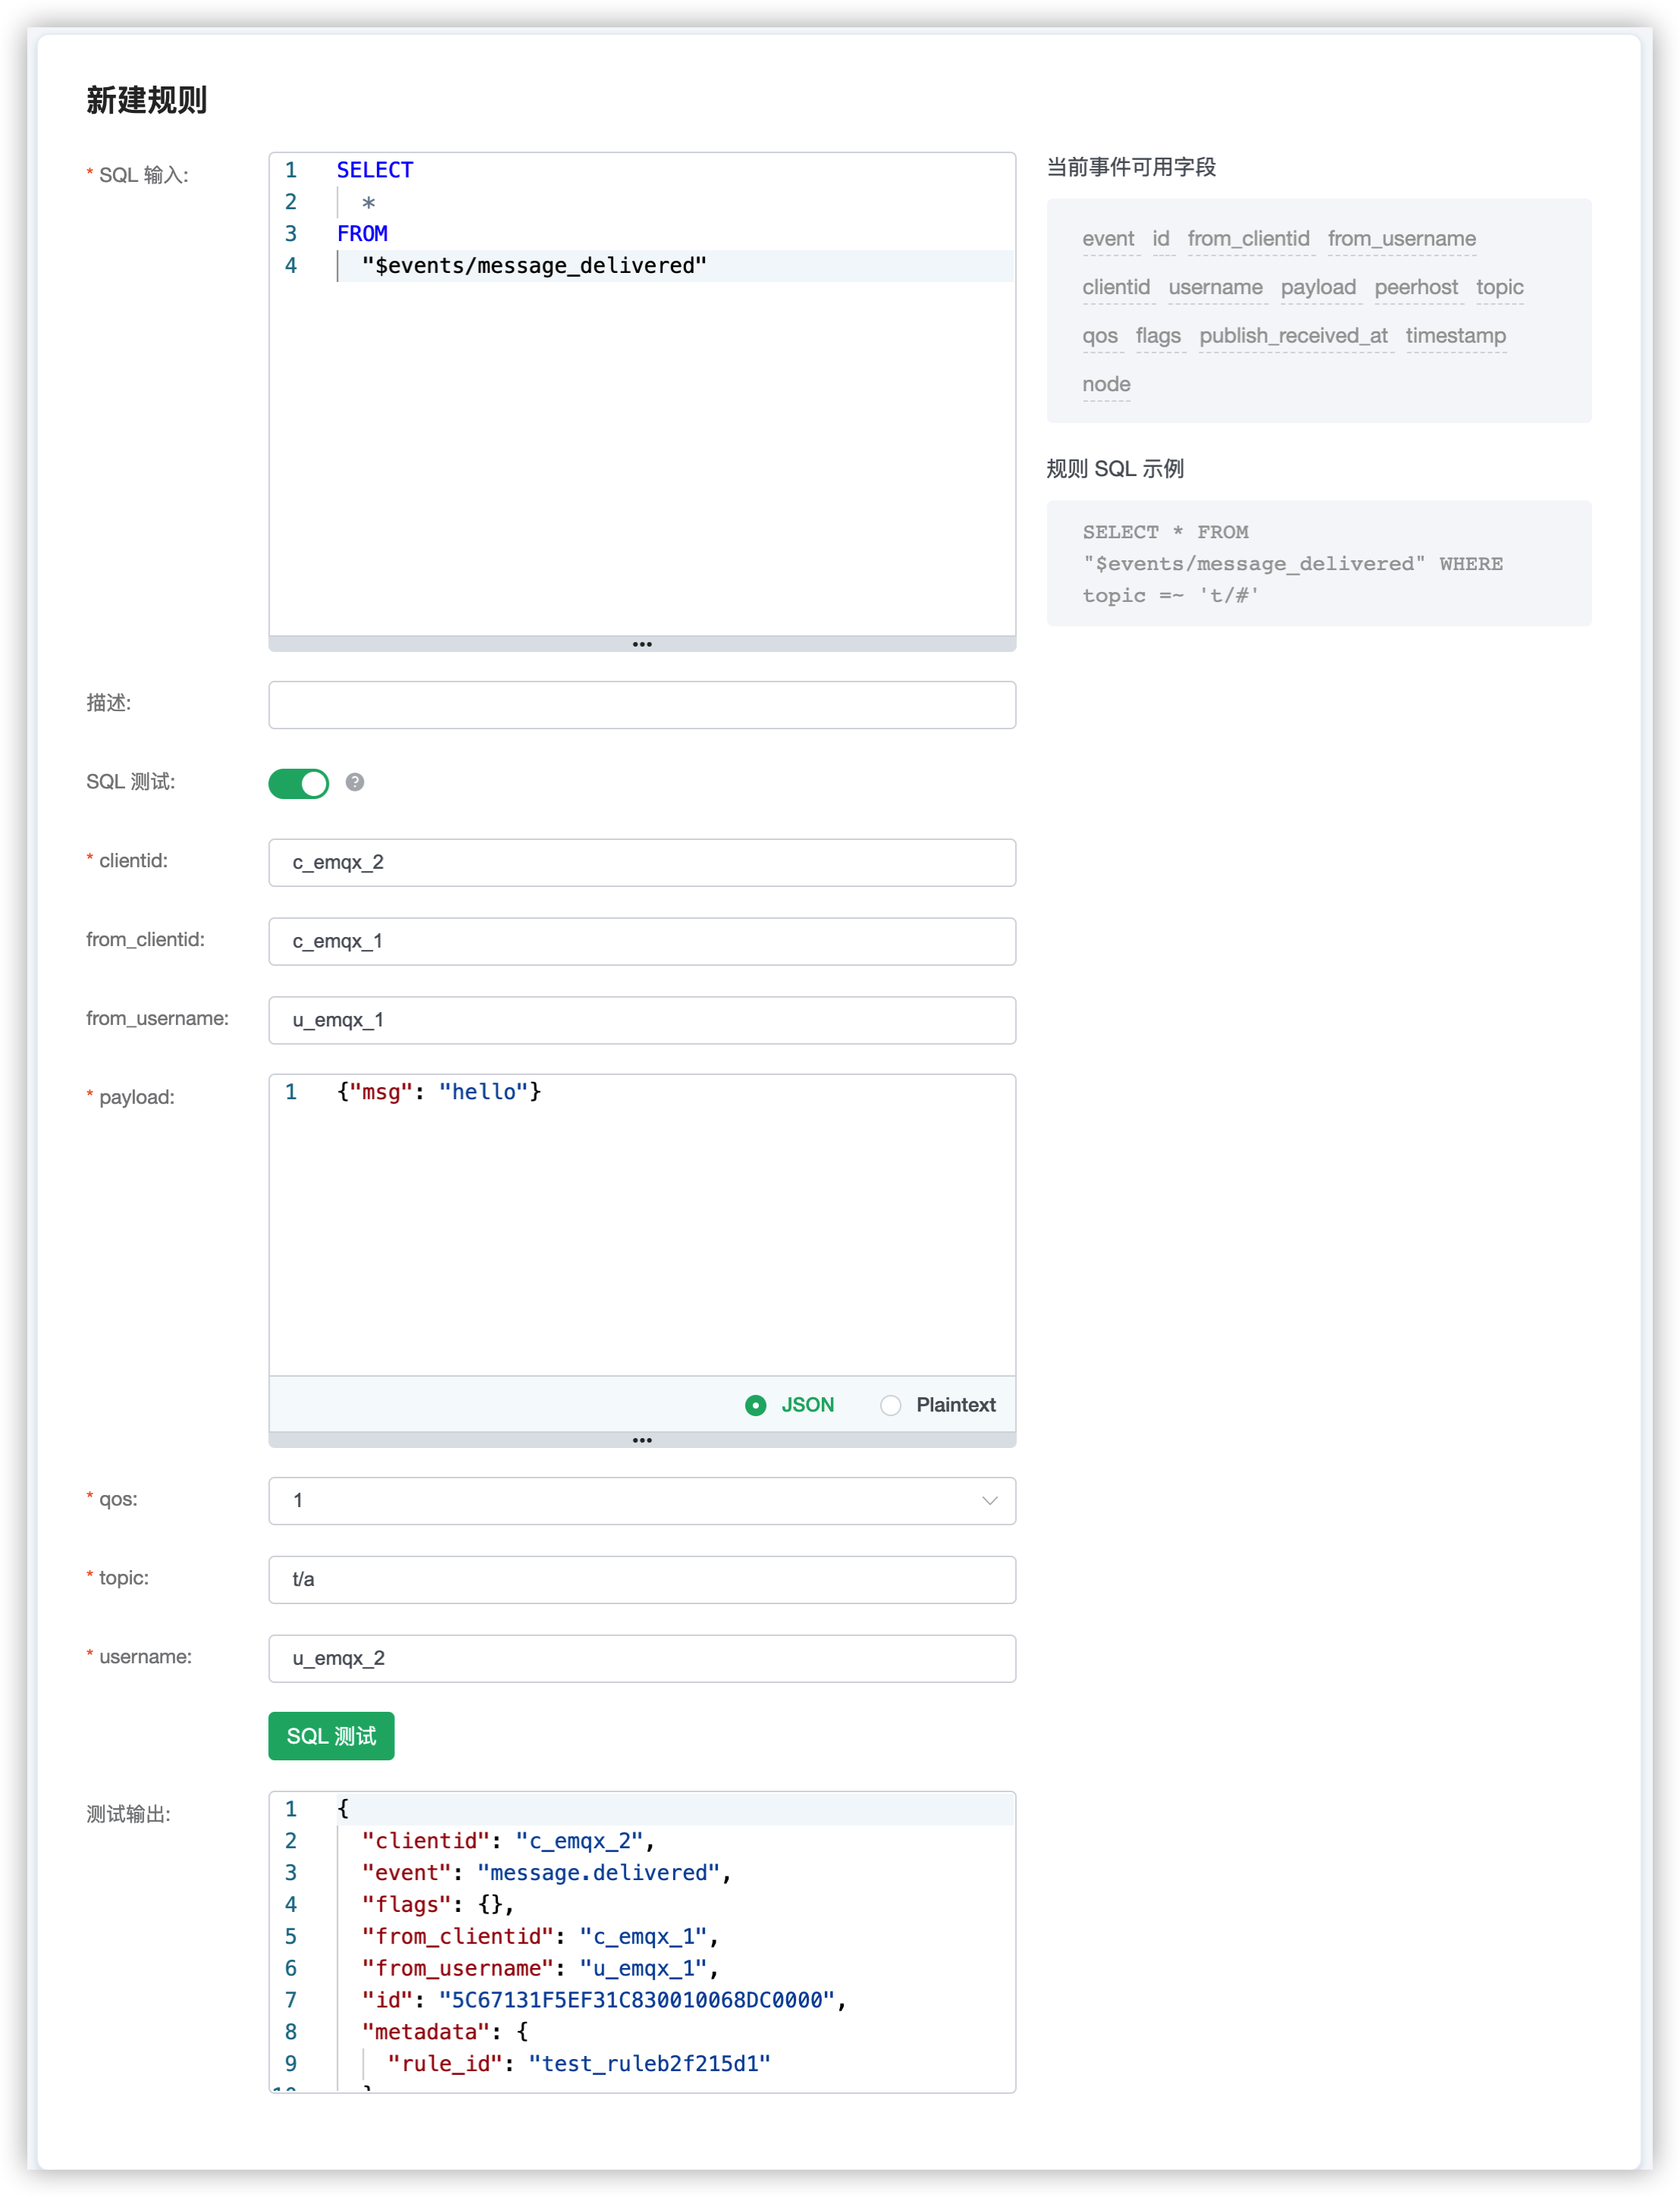 新建规则
* SQL 输入:
1 SELECT
2 *
3 FROM
4 "$events/message_delivered"
当前事件可用字段
event id from_clientid from_username
clientid username payload peerhost topic
qos flags publish_received_at timestamp
node
规则 SQL 示例
SELECT * FROM
"$events/message_delivered" WHERE
topic =~ 't/#'
描述:
SQL 测试:
* clientid: c_emqx_2
from_clientid: c_emqx_1
from_username: u_emqx_1
* payload:
1 {"msg": "hello"}
JSON Plaintext
* qos: 1
* topic: t/a
* username: u_emqx_2
SQL 测试
测试输出:
1 {
2 "clientid": "c_emqx_2",
3 "event": "message.delivered",
4 "flags": {},
5 "from_clientid": "c_emqx_1",
6 "from_username": "u_emqx_1",
7 "id": "5C67131F5EF31C830010068DC0000",
8 "metadata": {
9 "rule_id": "test_ruleb2f215d1"